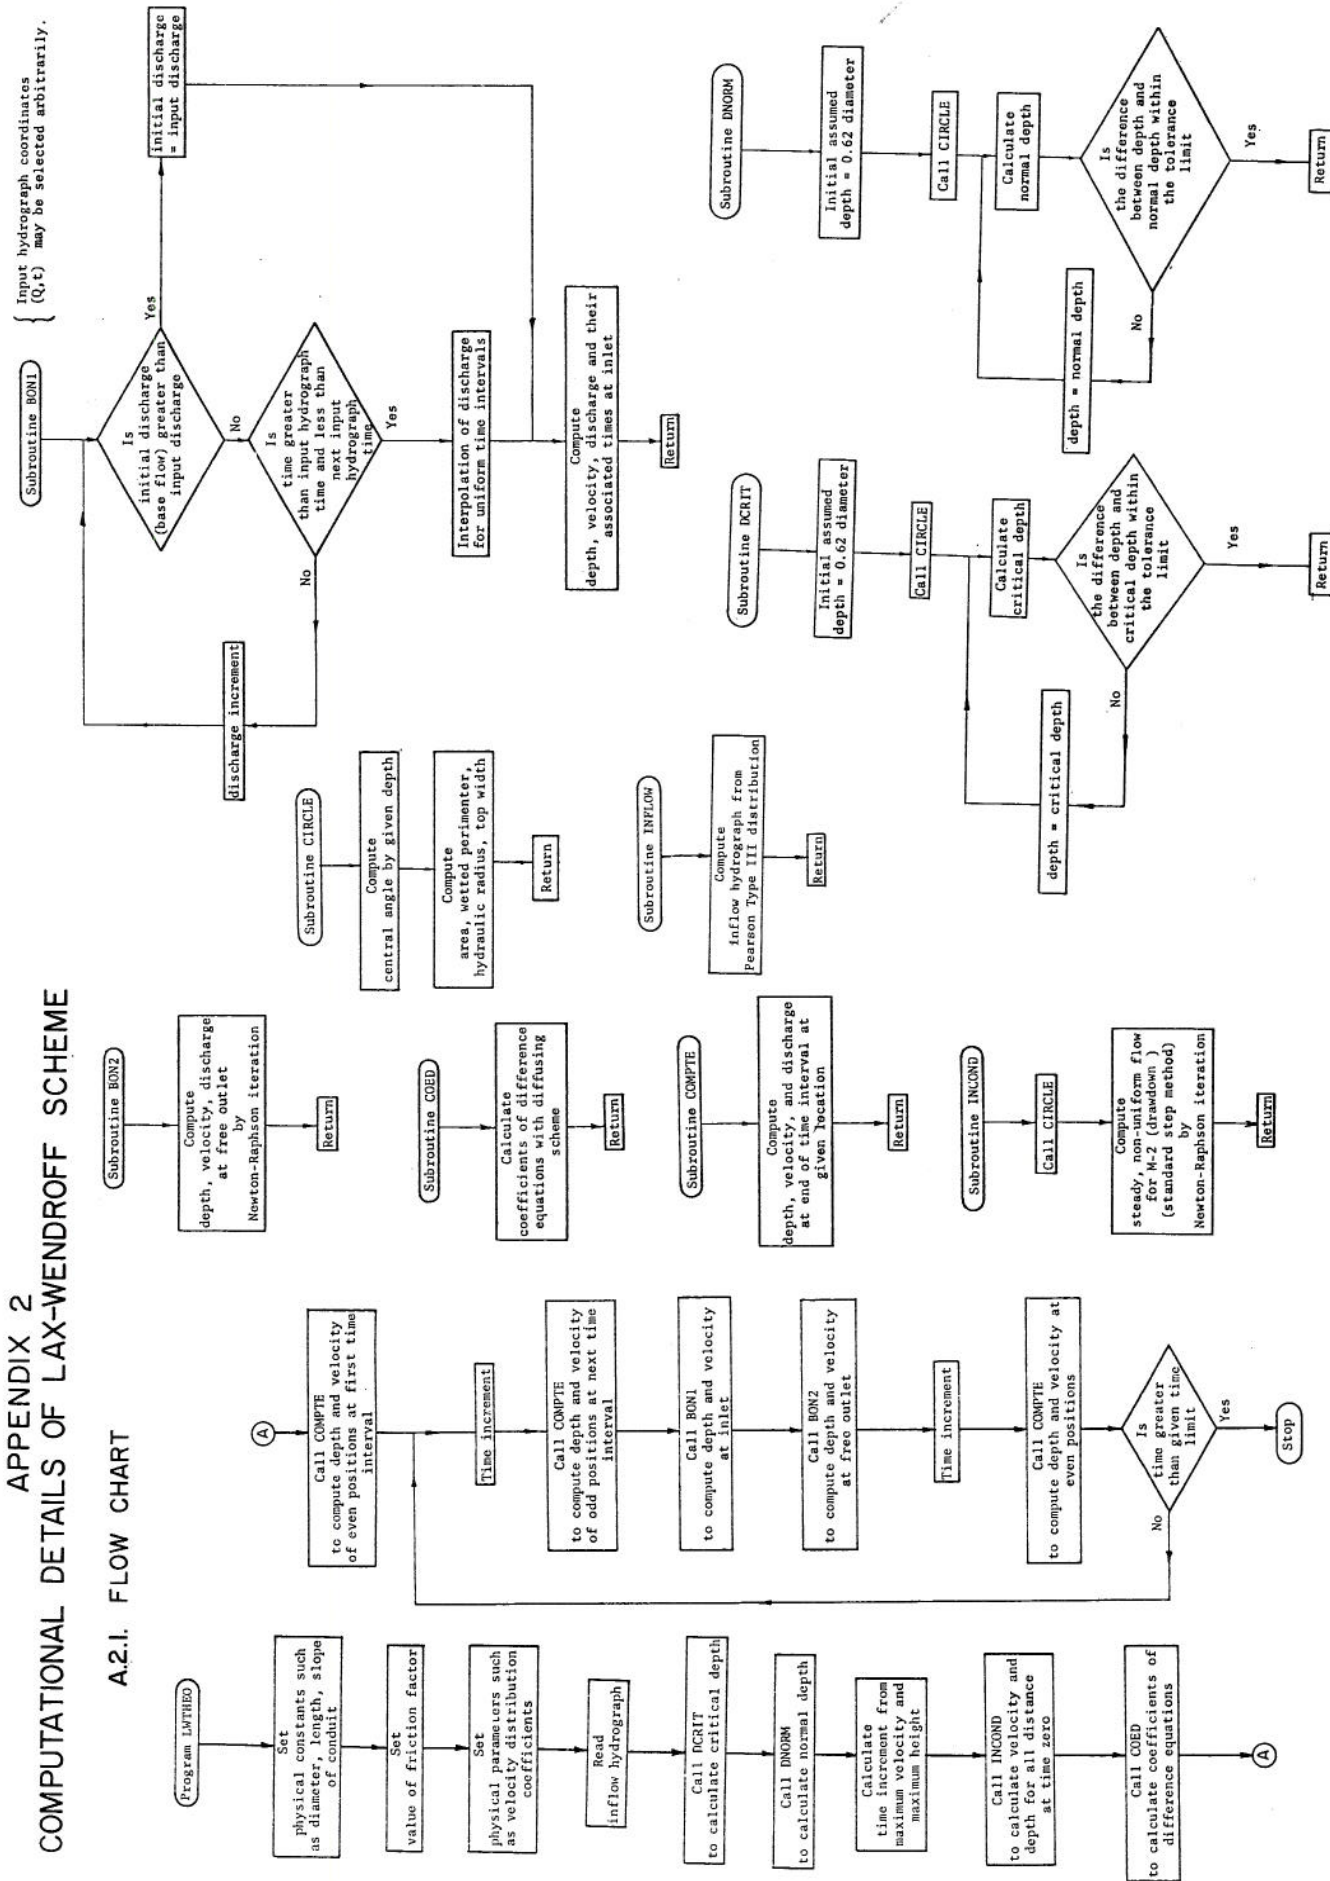 APPENDIX 2
COMPUTATIONAL DETAILS OF LAX-WENDROFF SCHEME
A.2.1. FLOW CHART
Program LWTHEO
Set
physical constants such
as diameter, length, slope
of conduit
Set
value of friction factor
Set
physical parameters such
as velocity distribution
coefficients
Read
inflow hydrograph
Call DCRIT
to calculate critical depth
Call DNORM
to calculate normal depth
Calculate
time increment from
maximum velocity and
maximum height
Call INCOND
to calculate velocity and
depth for all distance
at time zero
Call COED
to calculate coefficients of
difference equations
A
A
Call COMPTE
to compute depth and velocity
of even positions at first time
interval
Time increment
Call COMPTE
to compute depth and velocity
of odd positions at next time
interval
Call BON1
to compute depth and velocity
at inlet
Call BON2
to compute depth and velocity
at free outlet
Time increment
Call COMPTE
to compute depth and velocity at
even positions
Is
time greater
than given time
limit
No
Yes
Stop
Subroutine BON2
Compute
depth, velocity, discharge
at free outlet
by
Newton-Raphson iteration
Return
Subroutine COED
Calculate
coefficients of difference
equations with diffusing
scheme
Return
Subroutine COMPTE
Compute
depth, velocity, and discharge
at end of time interval at
given location
Return
Subroutine INCOND
Call CIRCLE
Compute
steady, non-uniform flow
for M-2 (drawdown )
(standard step method)
by
Newton-Raphson iteration
Return
Subroutine CIRCLE
Compute
central angle by given depth
Compute
area, wetted perimenter,
hydraulic radius, top width
Return
Subroutine INFLOW
Compute
inflow hydrograph from
Pearson Type III distribution
Return
Subroutine BON1
Input hydrograph coordinates
(Q,t) may be selected arbitrarily.
Is
initial discharge
(base flow) greater than
input discharge
Yes
initial discharge
= input discharge
No
Is
time greater
than input hydrograph
time and less than
next input
hydrograph
time
No
discharge increment
Yes
Interpolation of discharge
for uniform time intervals
Compute
depth, velocity, discharge and their
associated times at inlet
Return
Subroutine DCRIT
Initial assumed
depth = 0.62 diameter
Call CIRCLE
Calculate
critical depth
Is
the difference
between depth and
critical depth within
the tolerance
limit
No
depth = critical depth
Yes
Return
Subroutine DNORM
Initial assumed
depth = 0.62 diameter
Call CIRCLE
Calculate
normal depth
Is
the difference
between depth and
normal depth within
the tolerance
limit
No
depth = normal depth
Yes
Return